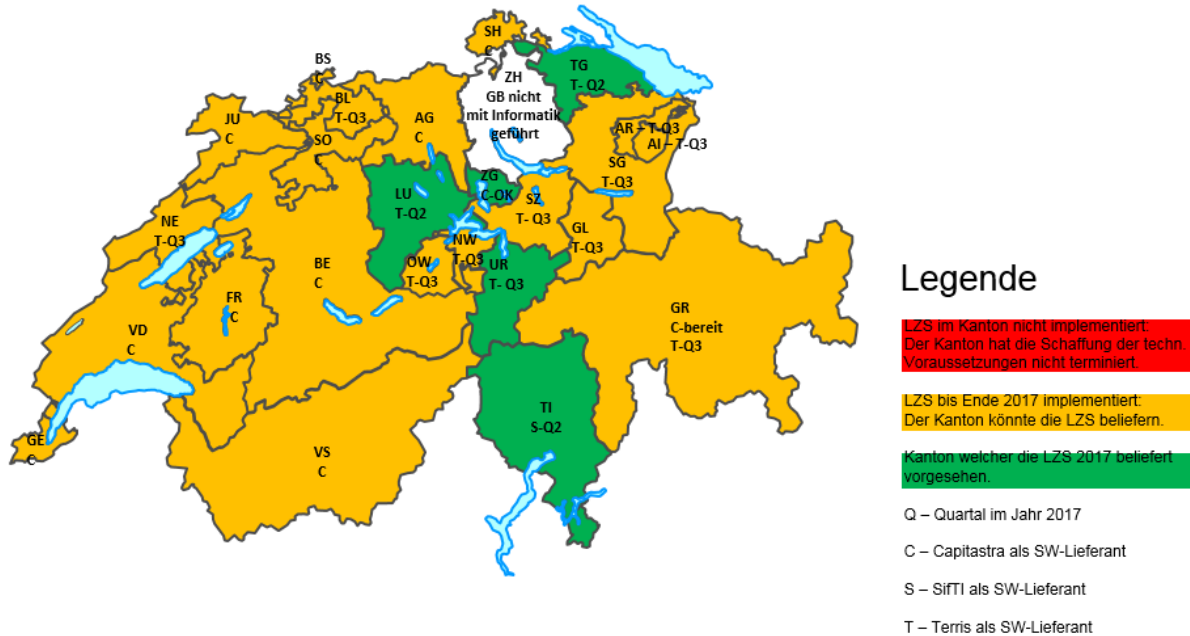 SH
C
BS
C
TG
T- Q2
ZH
GB nicht
mit Informatik
geführt
BL
T-Q3
JU
C
AG
C
AR – T-Q3
AI – T-Q3
SO
C
SG
T-Q3
ZG
C-OK
LU
T-Q2
SZ
T- Q3
NE
T-Q3
GL
T-Q3
NW
T-Q3
OW
T-Q3
UR
T- Q3
BE
C
FR
C
VD
C
GR
C-bereit
T-Q3
TI
S-Q2
GE
C
VS
C
Legende
LZS im Kanton nicht implementiert:
Der Kanton hat die Schaffung der techn.
Voraussetzungen nicht terminiert.
LZS bis Ende 2017 implementiert:
Der Kanton könnte die LZS beliefern.
Kanton welcher die LZS 2017 beliefert
vorgesehen.
Q – Quartal im Jahr 2017
C – Capitastra als SW-Lieferant
S – SifTI als SW-Lieferant
T – Terris als SW-Lieferant